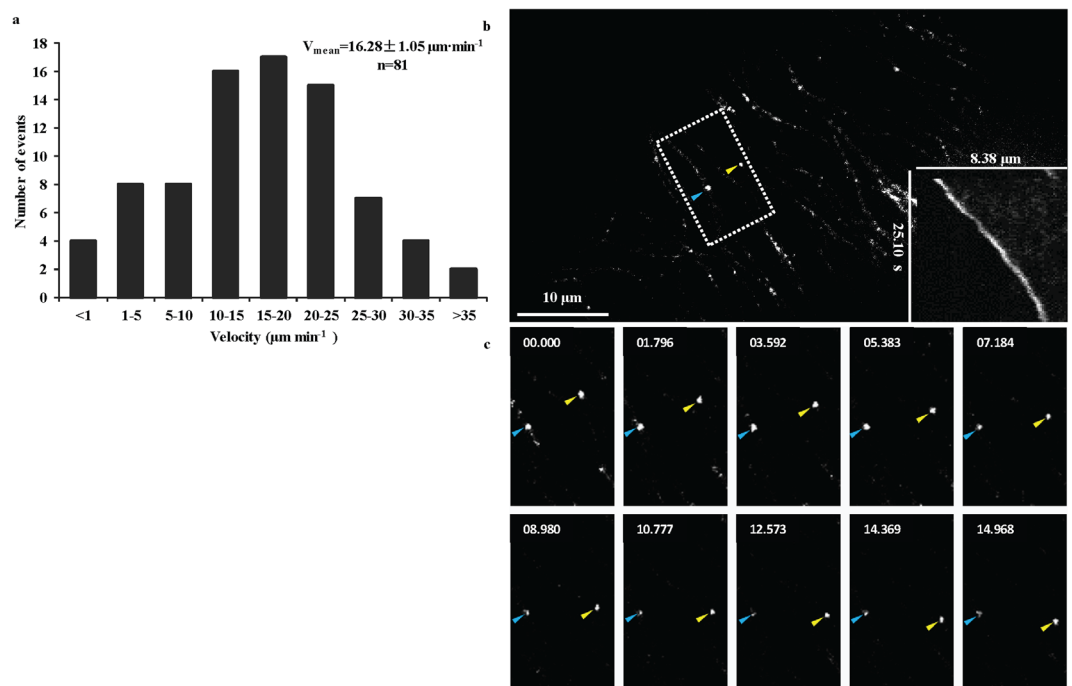 a
V_mean=16.28± 1.05 μm·min⁻¹
n=81
18
16
14
12
10
8
6
4
2
0
Number of events
<1 1-5 5-10 10-15 15-20 20-25 25-30 30-35 >35
Velocity (μm min⁻¹ )
b
8.38 μm
25.10 s
10 μm
c
00.000 01.796 03.592 05.383 07.184
08.980 10.777 12.573 14.369 14.968